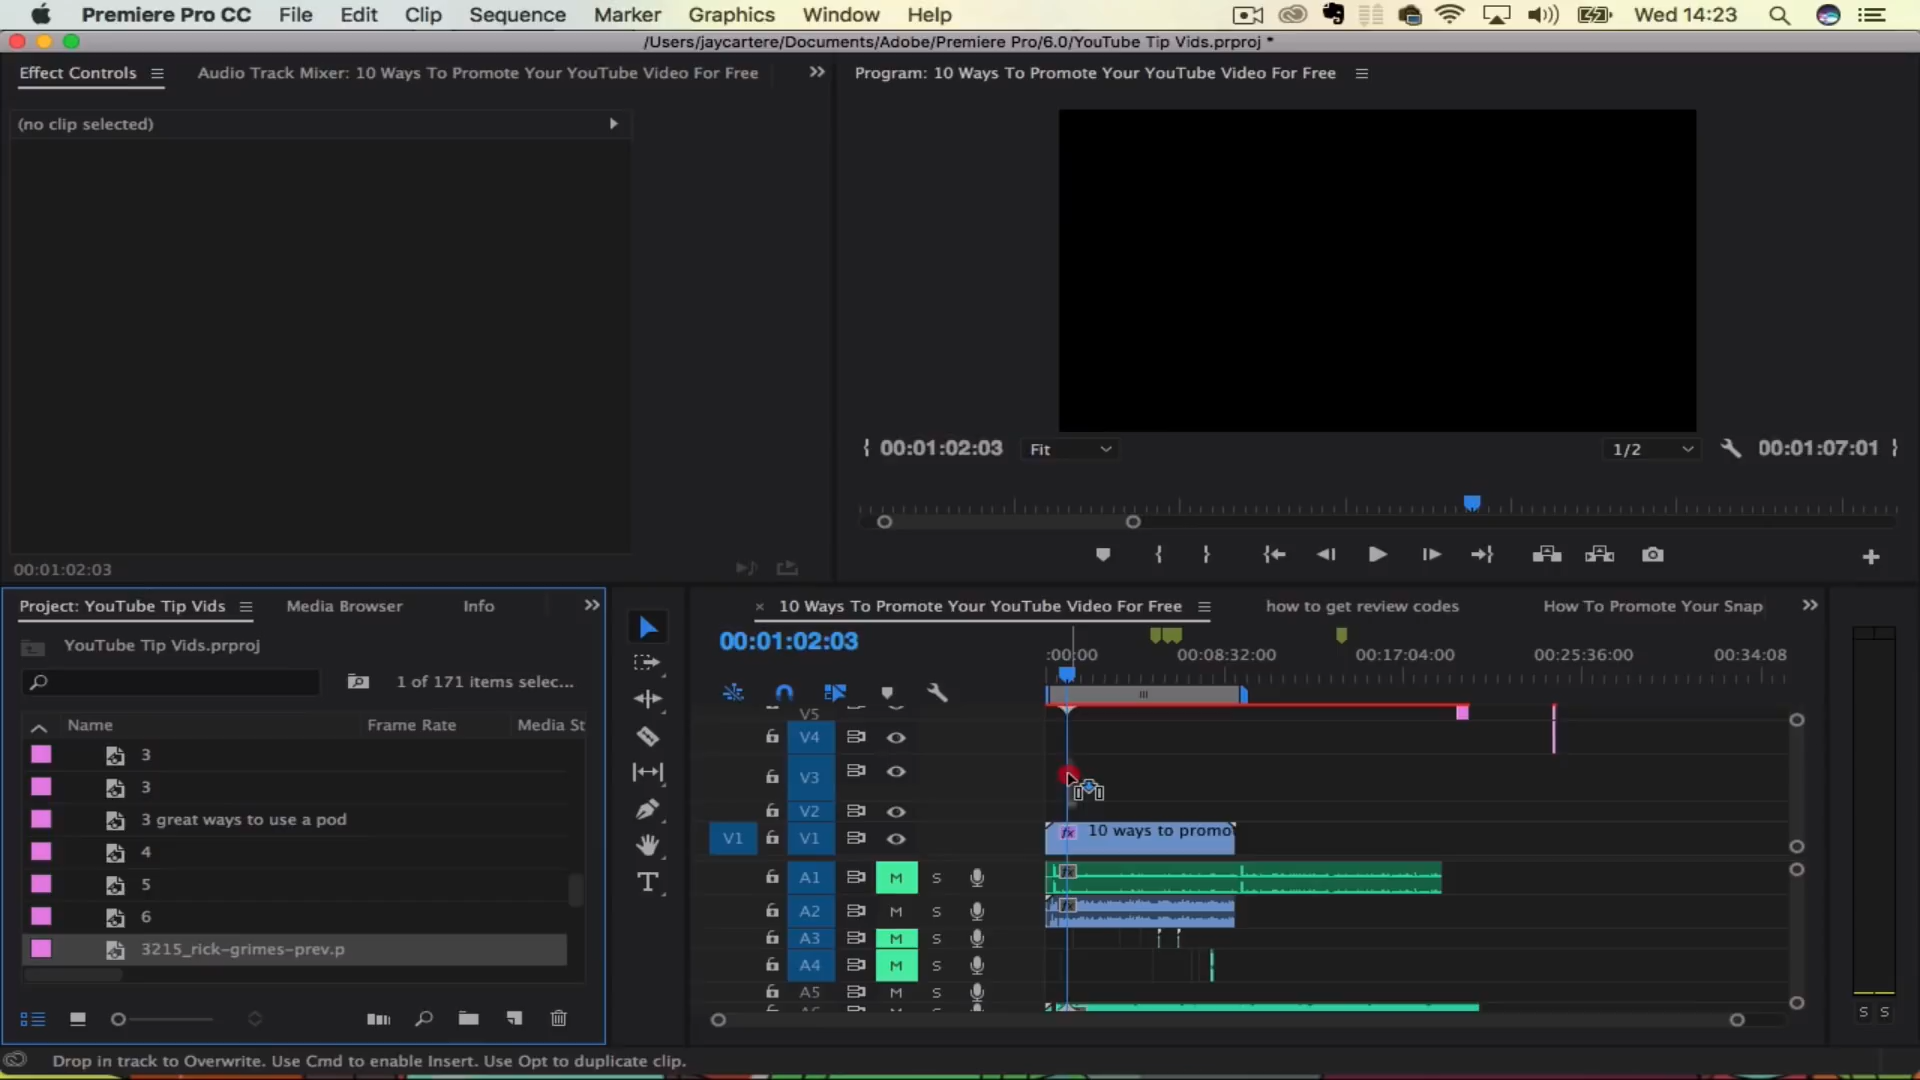 Premiere Pro CC File Edit Clip Sequence Marker Graphics Window Help Wed 14:23
/Users/jaycartere/Documents/Adobe/Premiere Pro/6.0/YouTube Tip Vids.prproj *
Effect Controls Audio Track Mixer: 10 Ways To Promote Your YouTube Video For Free
Program: 10 Ways To Promote Your YouTube Video For Free
(no clip selected)
00:01:02:03 Fit 1/2 00:01:07:01
00:01:02:03
Project: YouTube Tip Vids Media Browser Info
YouTube Tip Vids.prproj
1 of 171 items selec...
Name Frame Rate Media St
3
3
3 great ways to use a pod
4
5
6
3215_rick-grimes-prev.p
10 Ways To Promote Your YouTube Video For Free how to get review codes How To Promote Your Snap
00:01:02:03
:00:00 00:08:32:00 00:17:04:00 00:25:36:00 00:34:08
V5
V4
V3
V2
V1 V1 fx 10 ways to promo
A1 M S
A2 M S
A3 M S
A4 M S
A5 M S
S S
T
Drop in track to Overwrite. Use Cmd to enable Insert. Use Opt to duplicate clip.